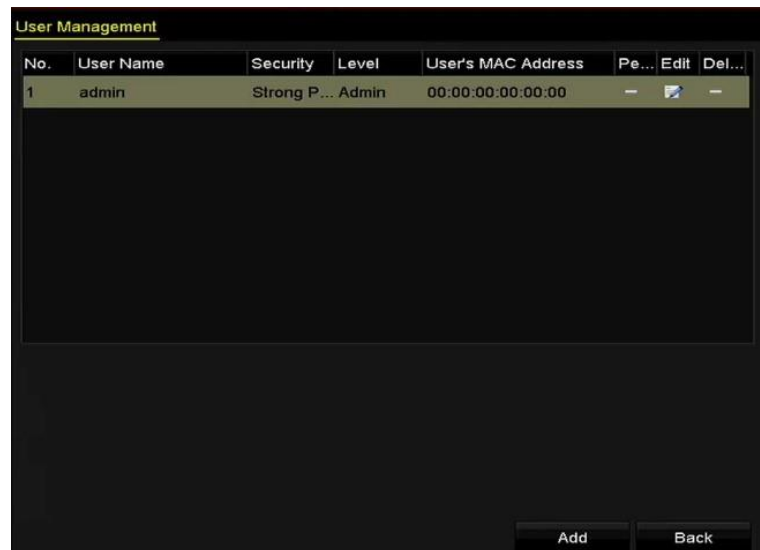 User Management
No. User Name Security Level User's MAC Address Pe... Edit Del...
1 admin Strong P... Admin 00:00:00:00:00:00 – –
Add Back